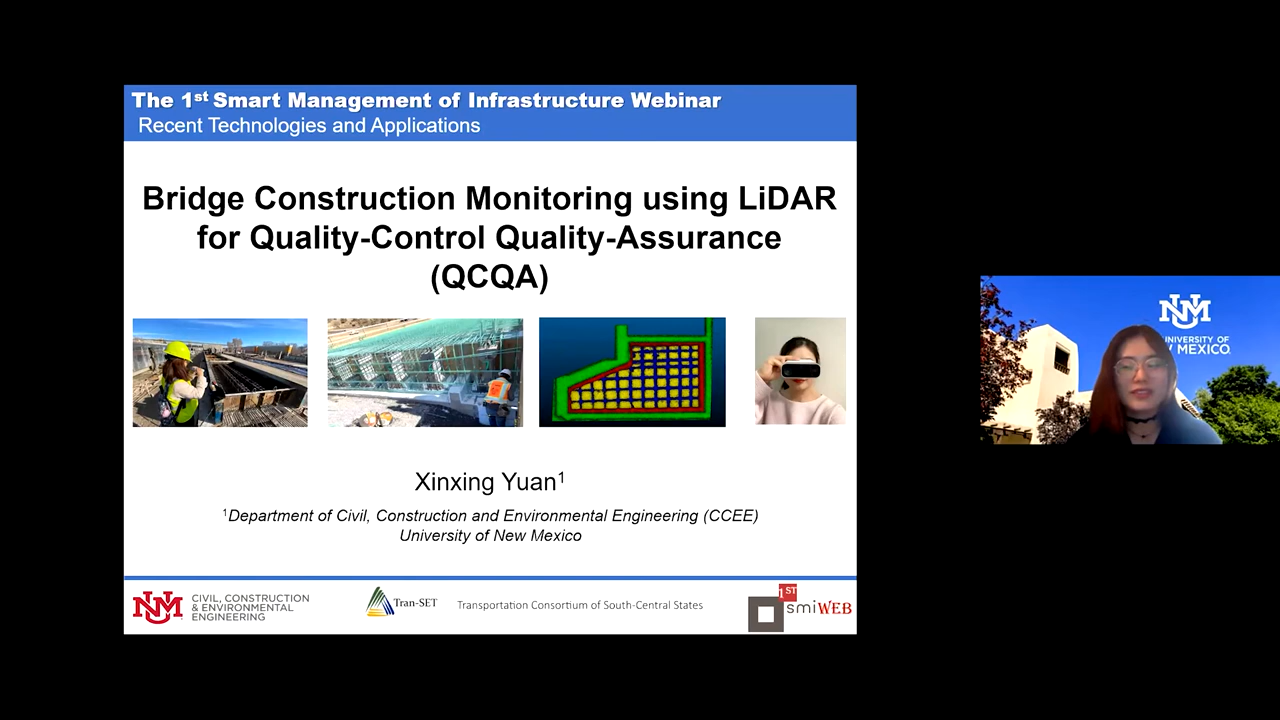 The 1st Smart Management of Infrastructure Webinar
Recent Technologies and Applications
Bridge Construction Monitoring using LiDAR
for Quality-Control Quality-Assurance
(QCQA)
Xinxing Yuan1
1Department of Civil, Construction and Environmental Engineering (CCEE)
University of New Mexico
UNM
CIVIL, CONSTRUCTION
& ENVIRONMENTAL
ENGINEERING
Tran-SET
Transportation Consortium of South-Central States
1ST
smiWEB
UNM
UNIVERSITY OF
NEW MEXICO